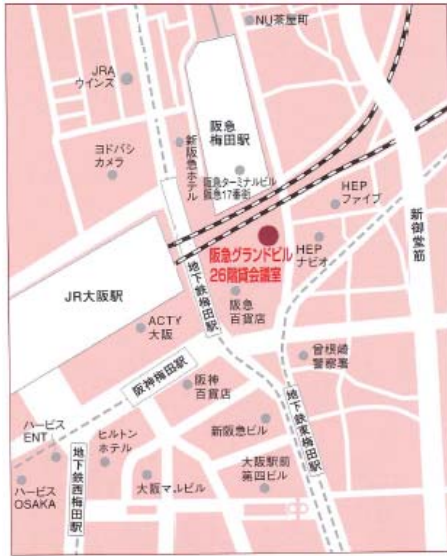 NU茶屋町
JRA
ウインズ
阪急
梅田駅
ヨドバシ
カメラ
新阪急ホテル
阪急ターミナルビル
阪急17番街
HEP
ファイブ
新御堂筋
阪急グランドビル
26階貸会議室
HEP
ナビオ
JR大阪駅
地下鉄梅田駅
阪急
百貨店
ACTY
大阪
曾根崎
警察署
阪神梅田駅
阪神
百貨店
地下鉄東梅田駅
新阪急ビル
ハービス
ENT
ヒルトン
ホテル
地下鉄西梅田駅
大阪マルビル
大阪駅前
第四ビル
ハービス
OSAKA